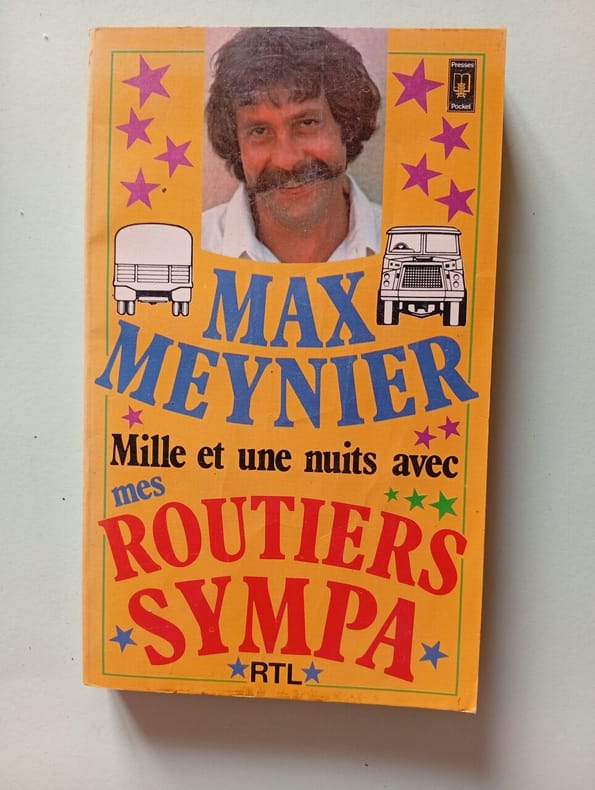 Presses
Pocket
MAX
MEYNIER
Mille et une nuits avec
mes
ROUTIERS
SYMPA
RTL